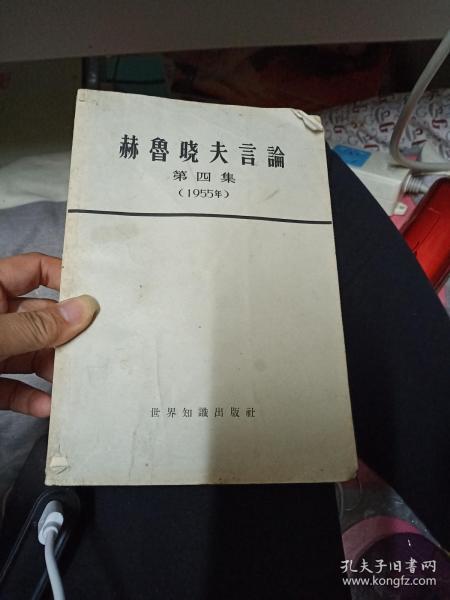 赫魯晓夫言論
第四集
（1955年）
世界知識出版社
孔夫子旧书网
www.kongfz.com